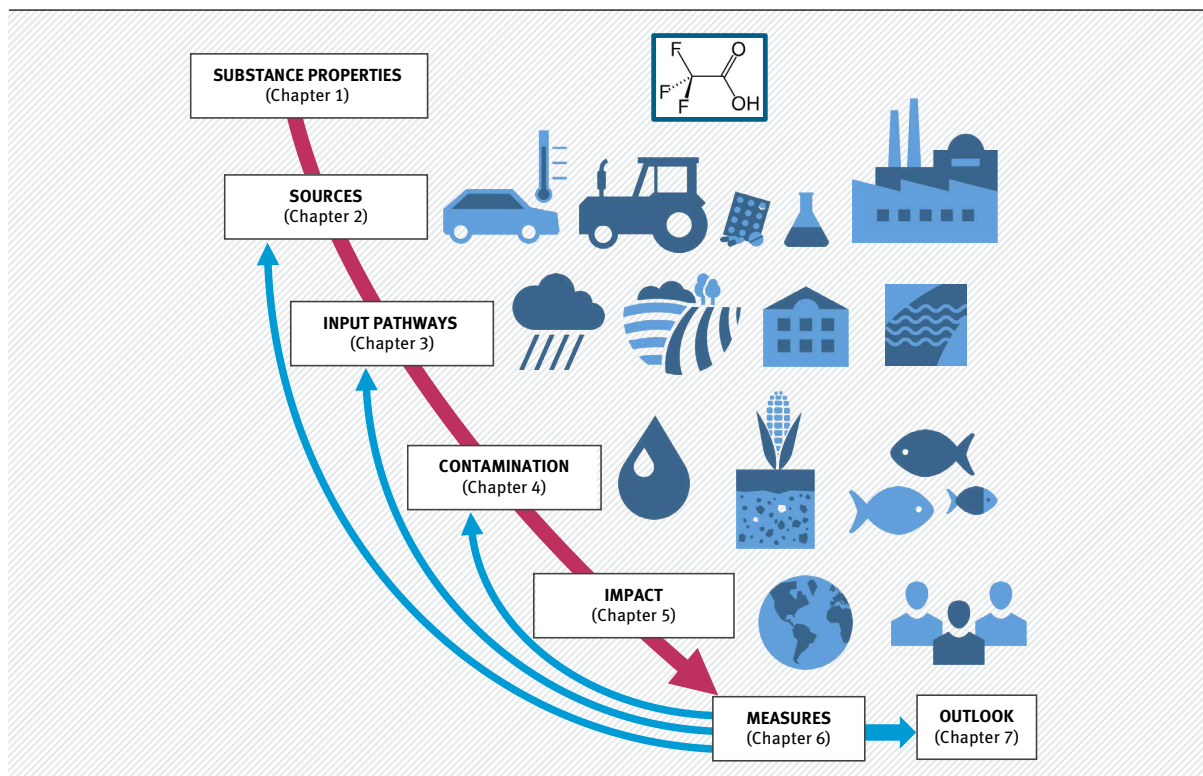 F
O
F
F
OH
SUBSTANCE PROPERTIES
(Chapter 1)
SOURCES
(Chapter 2)
INPUT PATHWAYS
(Chapter 3)
CONTAMINATION
(Chapter 4)
IMPACT
(Chapter 5)
MEASURES
(Chapter 6)
OUTLOOK
(Chapter 7)